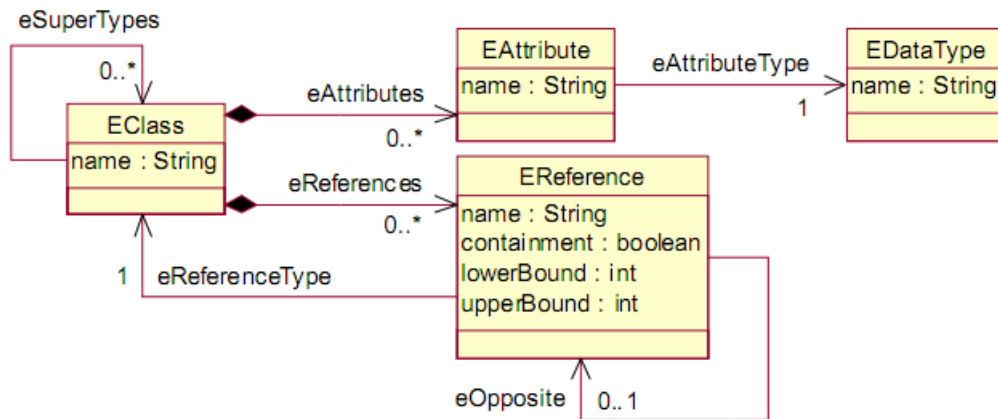 eSuperTypes
0..*
EClass
name : String
eAttributes
0..*
EAttribute
name : String
eAttributeType
1
EDataType
name : String
eReferences
0..*
EReference
name : String
containment : boolean
lowerBound : int
upperBound : int
1
eReferenceType
eOpposite
0..1